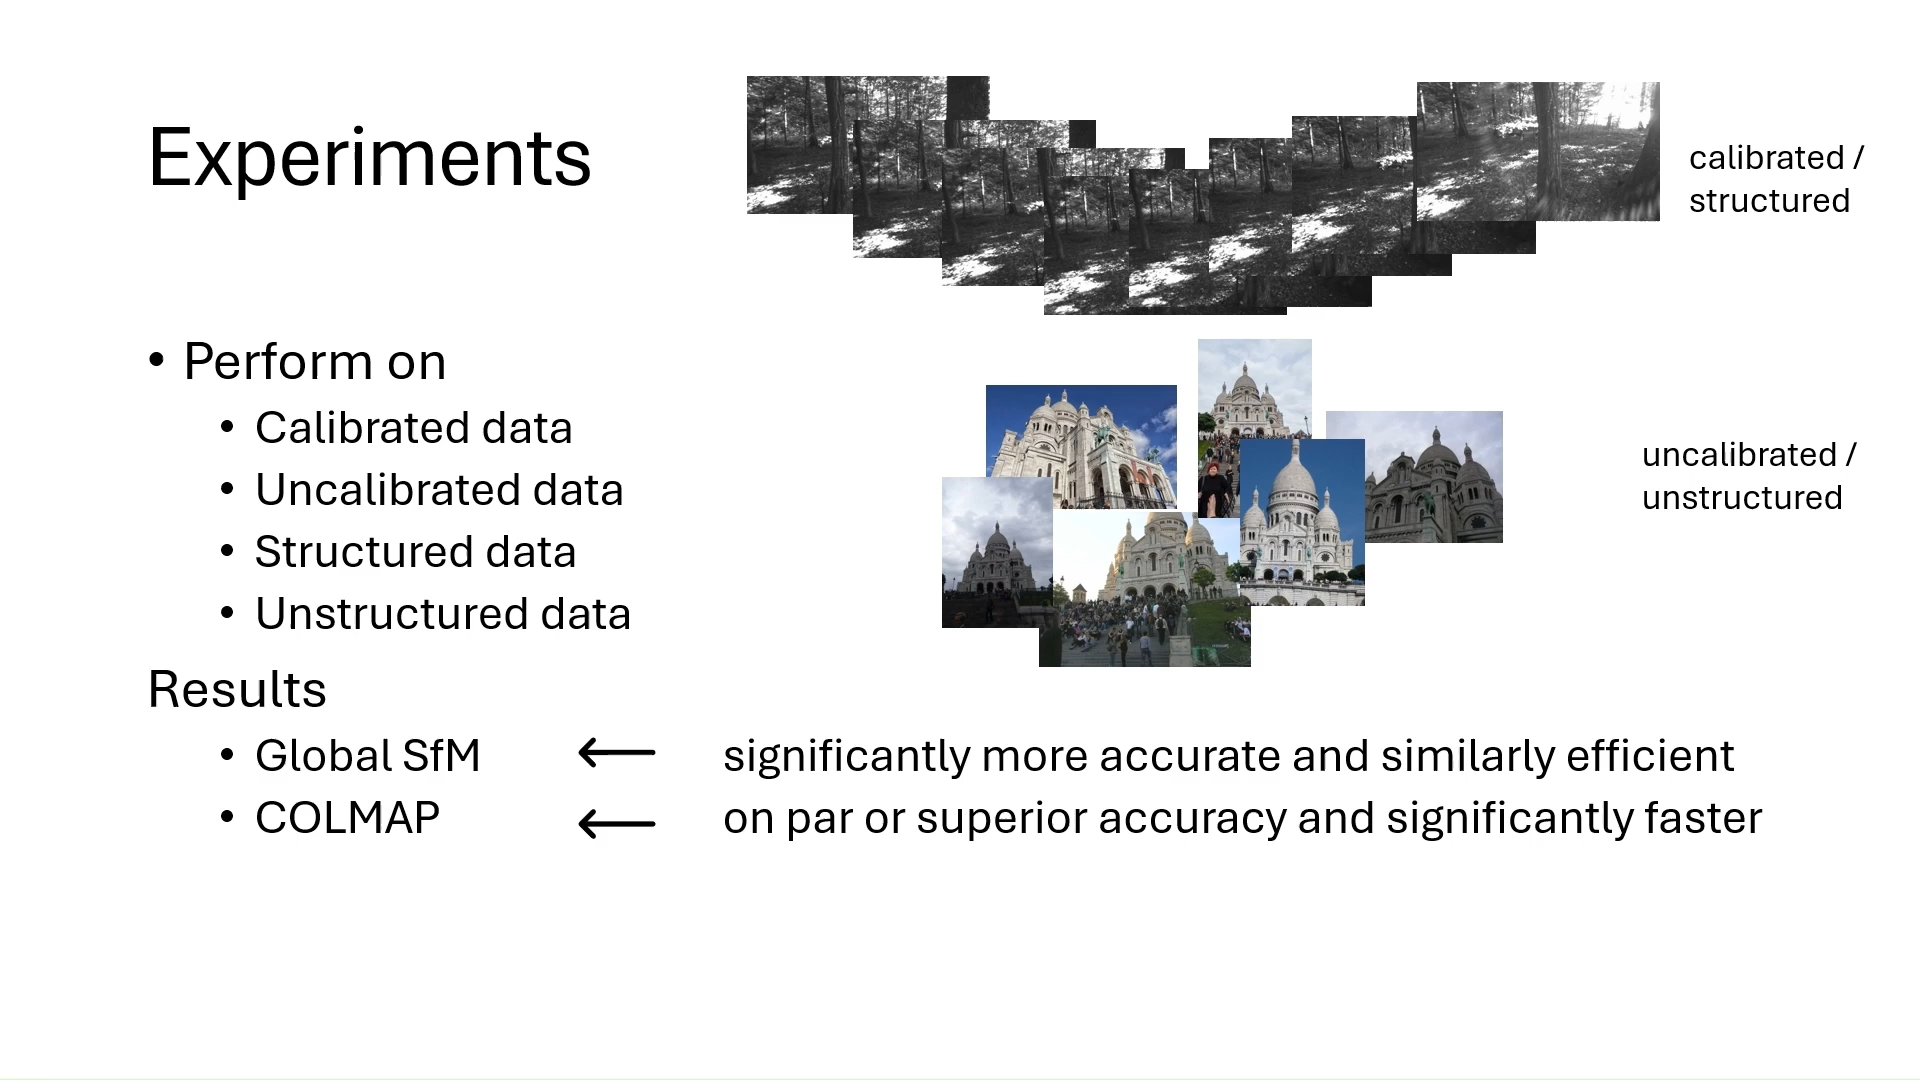 Experiments
calibrated /
structured
• Perform on
• Calibrated data
• Uncalibrated data
• Structured data
• Unstructured data
uncalibrated /
unstructured
Results
• Global SfM ← significantly more accurate and similarly efficient
• COLMAP ← on par or superior accuracy and significantly faster